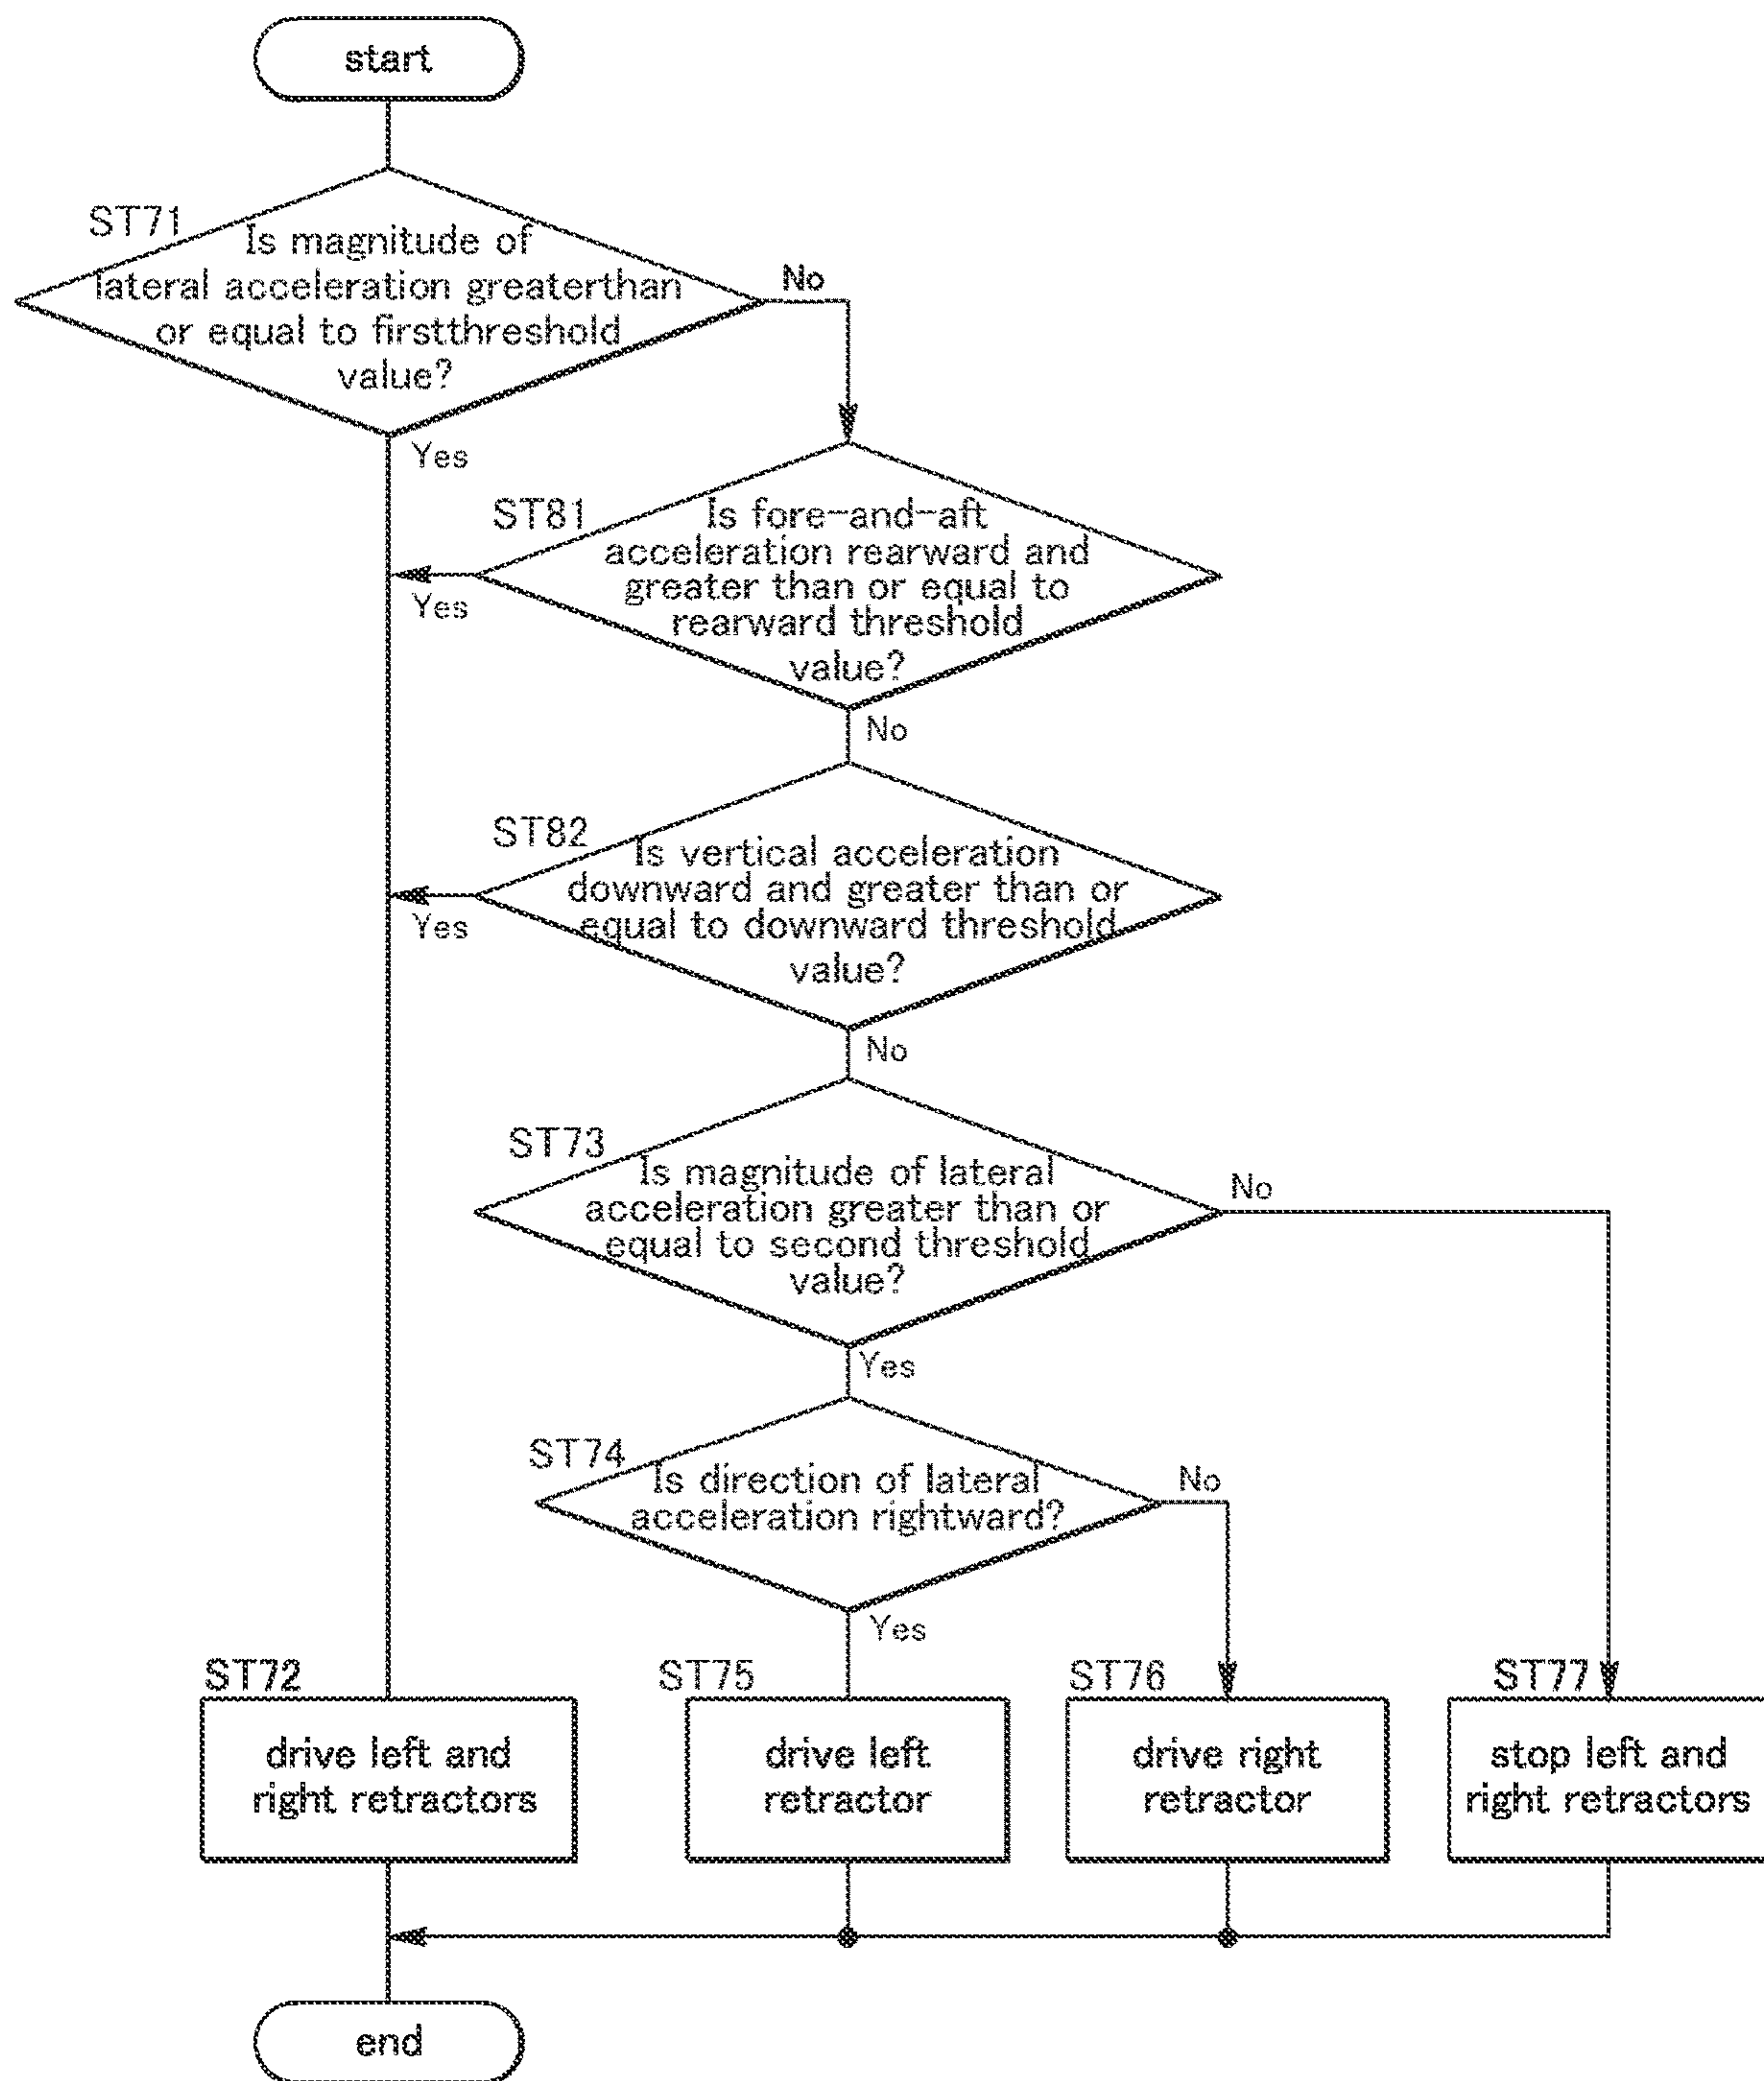 start
ST71
Is magnitude of
lateral acceleration greaterthan
or equal to firstthreshold
value?
No
Yes
ST81
Is fore-and-aft
acceleration rearward and
greater than or equal to
rearward threshold
value?
Yes
No
ST82
Is vertical acceleration
downward and greater than or
equal to downward threshold
value?
Yes
No
ST73
Is magnitude of lateral
acceleration greater than or
equal to second threshold
value?
No
Yes
ST74
Is direction of lateral
acceleration rightward?
No
Yes
ST72
drive left and
right retractors
ST75
drive left
retractor
ST76
drive right
retractor
ST77
stop left and
right retractors
end